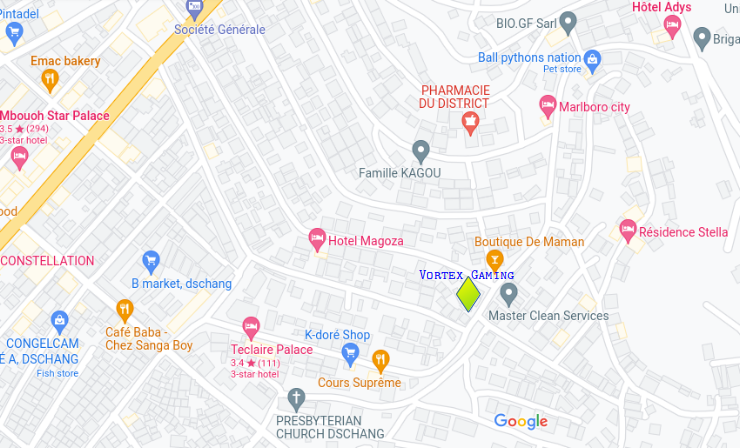 Pintadel
Société Générale
Hôtel Adys
Uni
BIO.GF Sarl
Briga
Emac bakery
Ball pythons nation
Pet store
PHARMACIE
DU DISTRICT
Marlboro city
Mbouoh Star Palace
3.5 ★ (294)
3-star hotel
Famille KAGOU
ood
Hotel Magoza
Résidence Stella
Boutique De Maman
CONSTELLATION
Vortex Gaming
B market, dschang
Master Clean Services
Café Baba -
Chez Sanga Boy
CONGELCAM
É A, DSCHANG
Fish store
K-doré Shop
Teclaire Palace
3.4 ★ (111)
3-star hotel
Cours Suprême
PRESBYTERIAN
CHURCH DSCHANG
Google